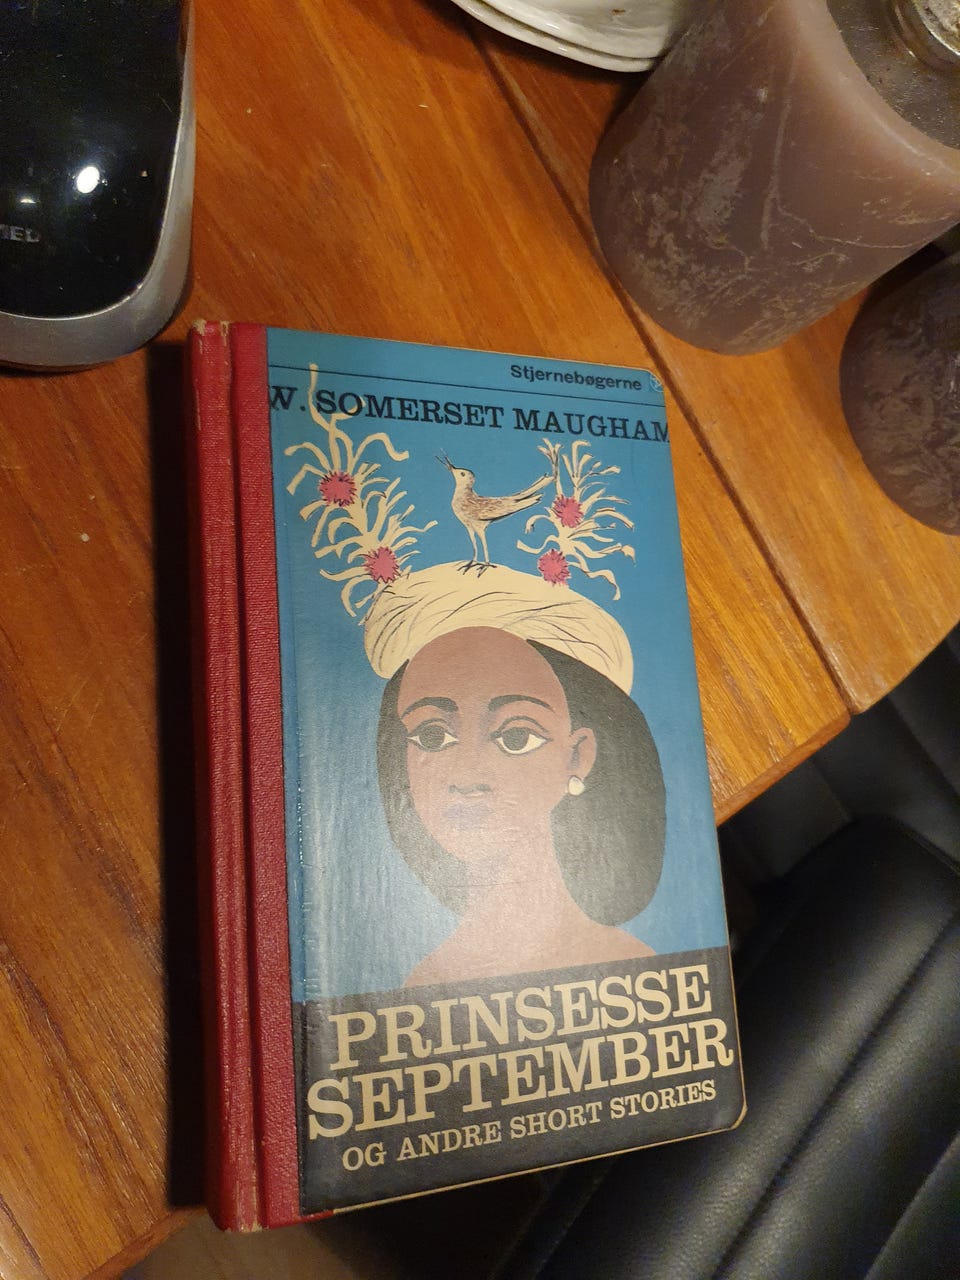 Stjernebøgerne
W. SOMERSET MAUGHAM
PRINSESSE
SEPTEMBER
OG ANDRE SHORT STORIES